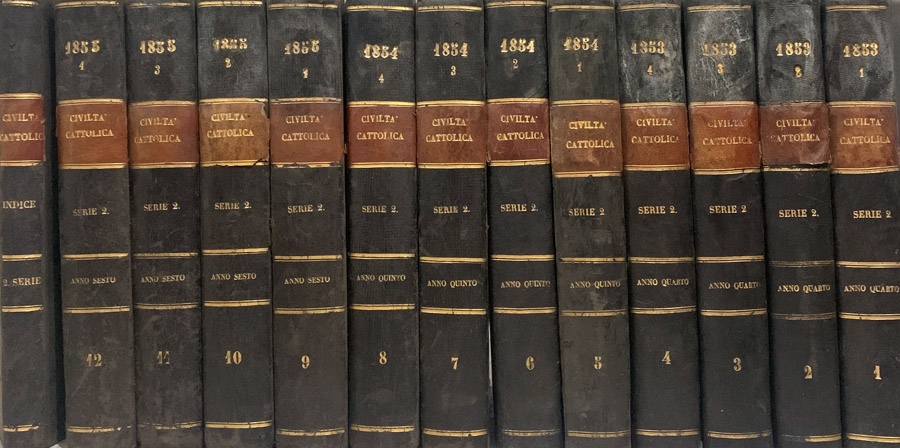 CIVILTA'
CATTOLICA
INDICE
2. SERIE
1855
4
CIVILTA'
CATTOLICA
SERIE 2.
ANNO SESTO
12
1855
3
CIVILTA'
CATTOLICA
SERIE 2.
ANNO SESTO
11
1855
2
CIVILTA'
CATTOLICA
SERIE 2.
ANNO SESTO
10
1855
1
CIVILTA'
CATTOLICA
SERIE 2.
ANNO SESTO
9
1854
4
CIVILTA'
CATTOLICA
SERIE 2.
ANNO QUINTO
8
1854
3
CIVILTA'
CATTOLICA
SERIE 2.
ANNO QUINTO
7
1854
2
CIVILTA'
CATTOLICA
SERIE 2.
ANNO QUINTO
6
1854
1
CIVILTA'
CATTOLICA
SERIE 2
ANNO QUINTO
5
1853
4
CIVILTA'
CATTOLICA
SERIE 2.
ANNO QUARTO
4
1853
3
CIVILTA'
CATTOLICA
SERIE 2
ANNO QUARTO
3
1853
2
CIVILTA'
CATTOLICA
SERIE 2.
ANNO QUARTO
2
1853
1
CIVILTA'
CATTOLICA
SERIE 2
ANNO QUARTO
1